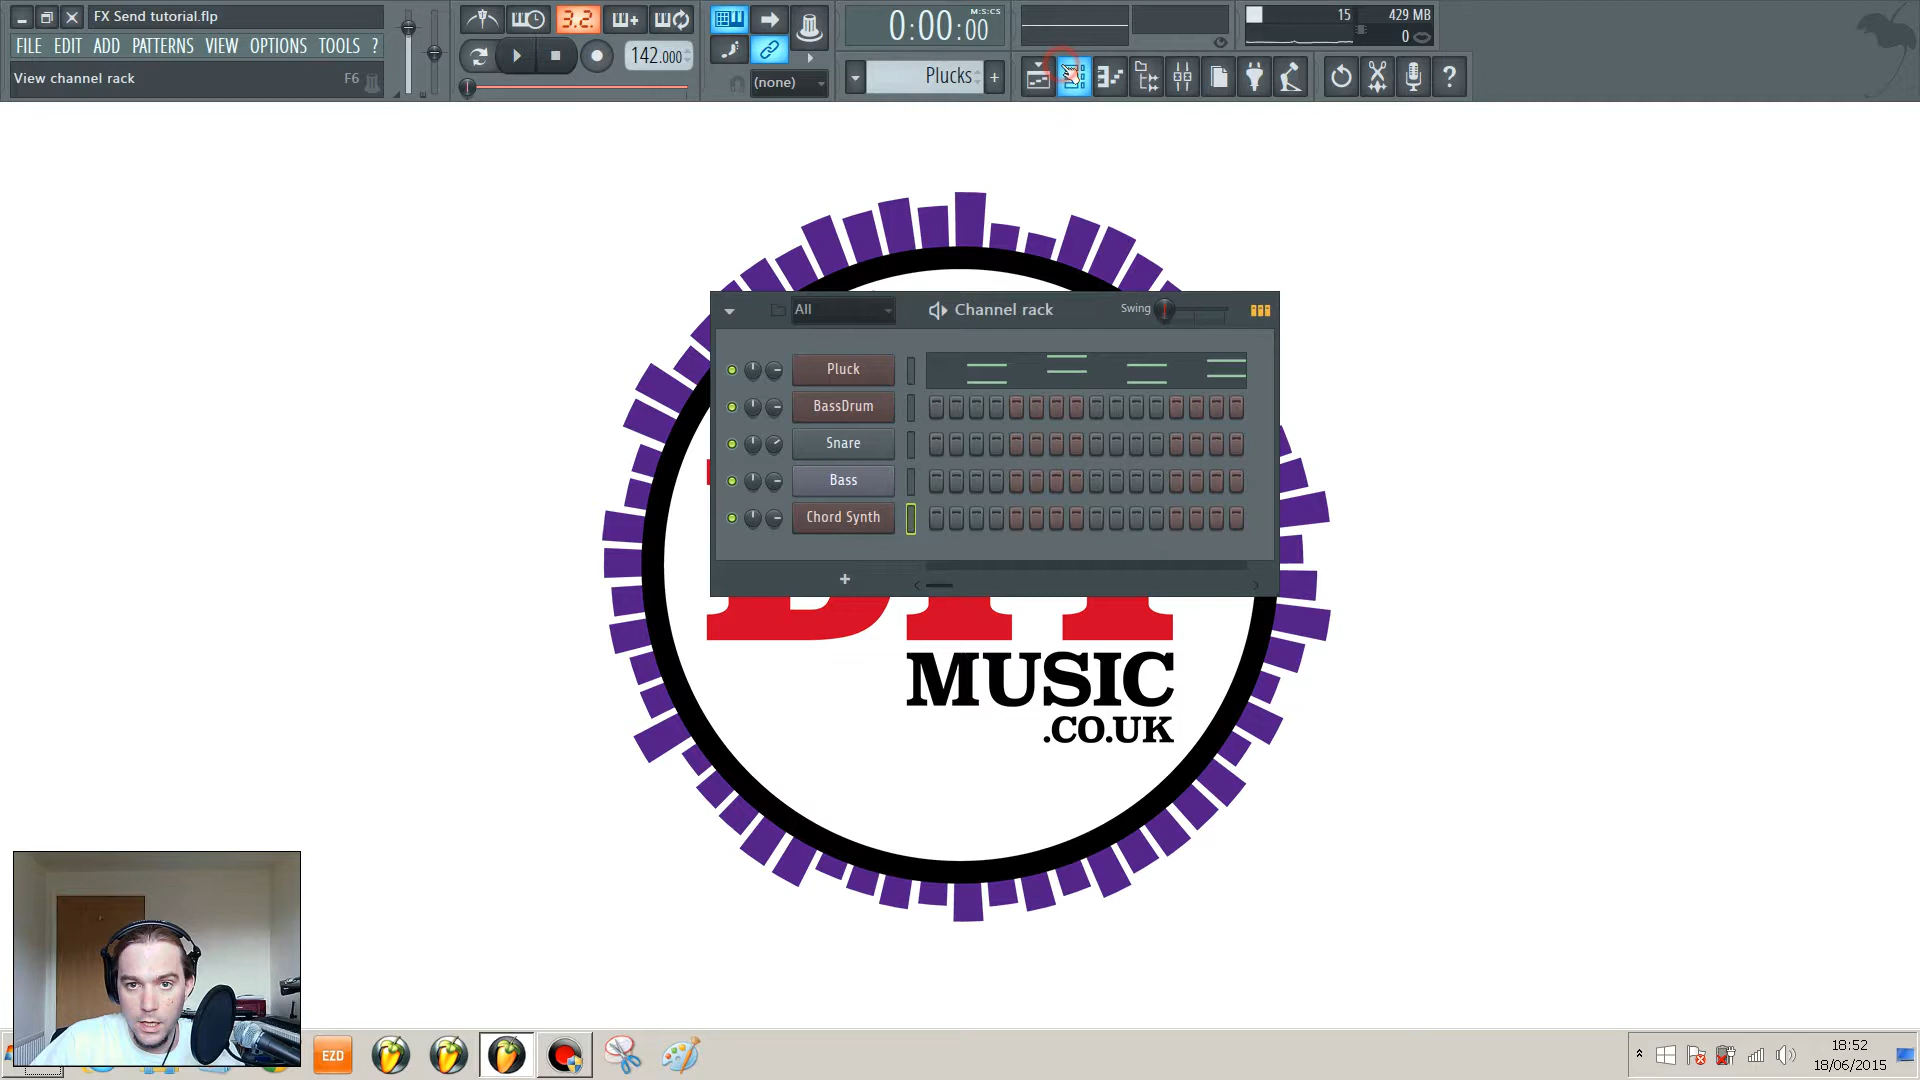 FX Send tutorial.flp
FILE EDIT ADD PATTERNS VIEW OPTIONS TOOLS ?
View channel rack F6
3.2.
142.000
(none)
0:00:00
M:S:CS
Plucks
+
15
429 MB
0
?
All
Channel rack
Swing
Pluck
BassDrum
Snare
Bass
Chord Synth
+
MUSIC
.CO.UK
EZD
18:52
18/06/2015